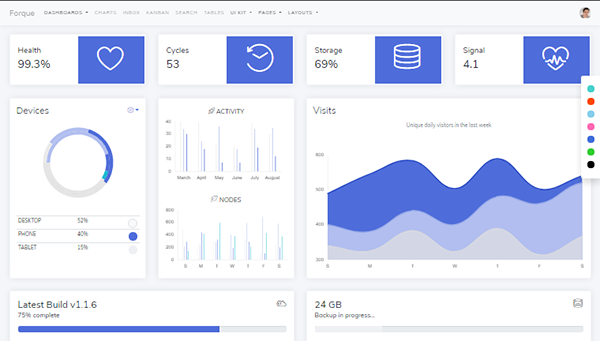 Forque DASHBOARDS CHARTS INBOX KANBAN SEARCH TABLES UI KIT PAGES LAYOUTS
Health
99.3%
Cycles
53
Storage
69%
Signal
4.1
Devices
DESKTOP 52%
PHONE 40%
TABLET 15%
ACTIVITY
40
30
20
10
0
March April May June July August
NODES
800
600
400
200
0
S M T W T F S
Visits
Unique daily visitors in the last week
600
500
400
300
S M T W T F S
Latest Build v1.1.6
75% complete
24 GB
Backup in progress...